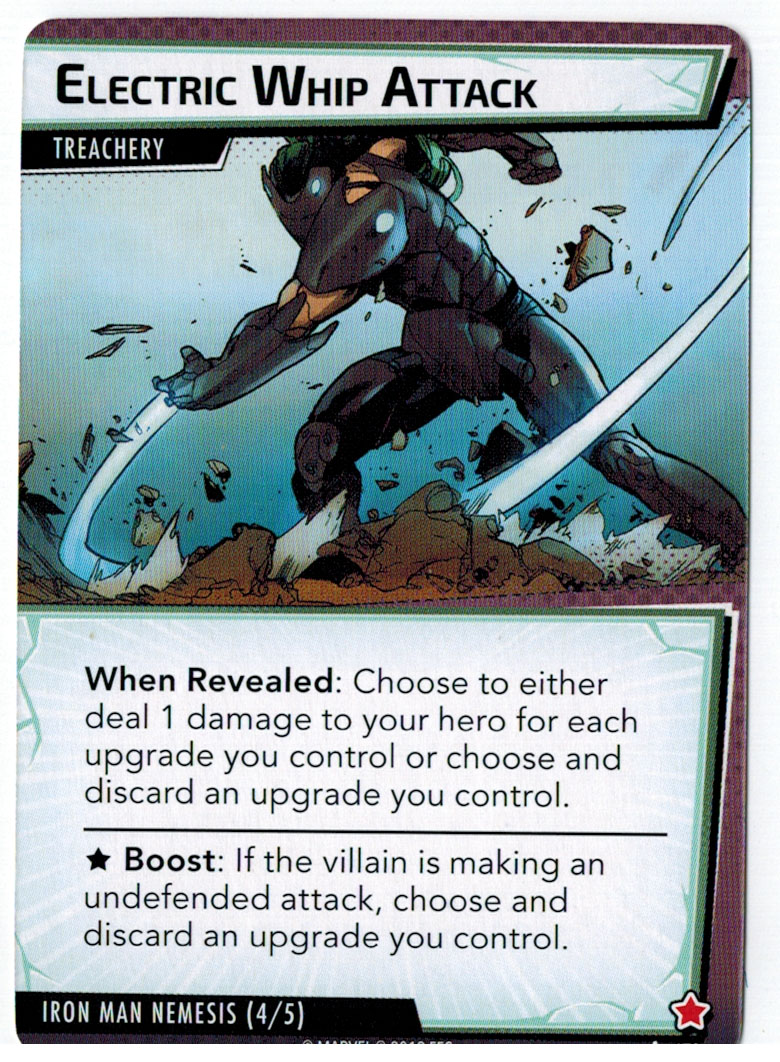 ELECTRIC WHIP ATTACK
TREACHERY
When Revealed: Choose to either
deal 1 damage to your hero for each
upgrade you control or choose and
discard an upgrade you control.
★ Boost: If the villain is making an
undefended attack, choose and
discard an upgrade you control.
IRON MAN NEMESIS (4/5)